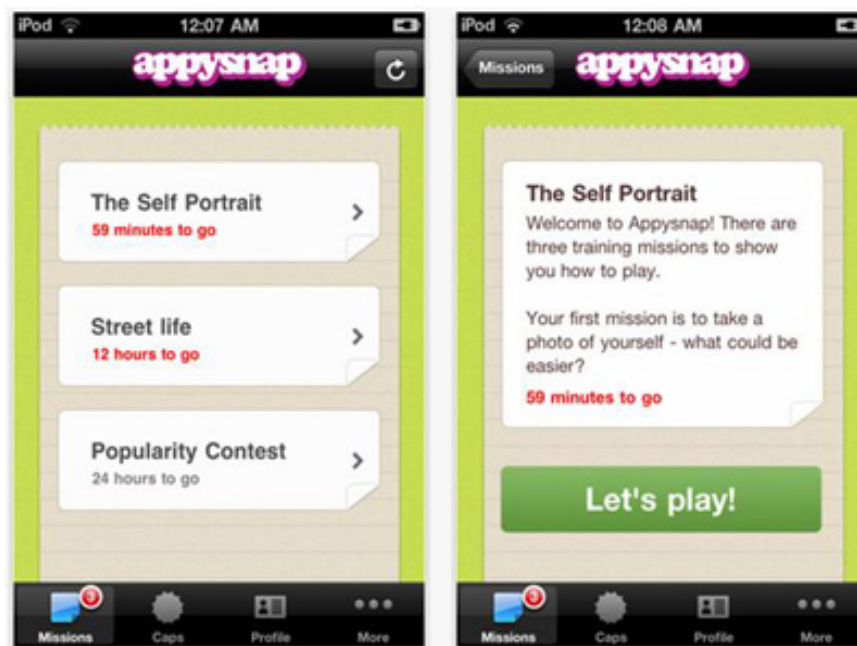 iPod 12:07 AM
appysnap
The Self Portrait
59 minutes to go
Street life
12 hours to go
Popularity Contest
24 hours to go
3
Missions Caps Profile More
iPod 12:08 AM
Missions appysnap
The Self Portrait
Welcome to Appysnap! There are
three training missions to show
you how to play.
Your first mission is to take a
photo of yourself - what could be
easier?
59 minutes to go
Let's play!
3
Missions Caps Profile More